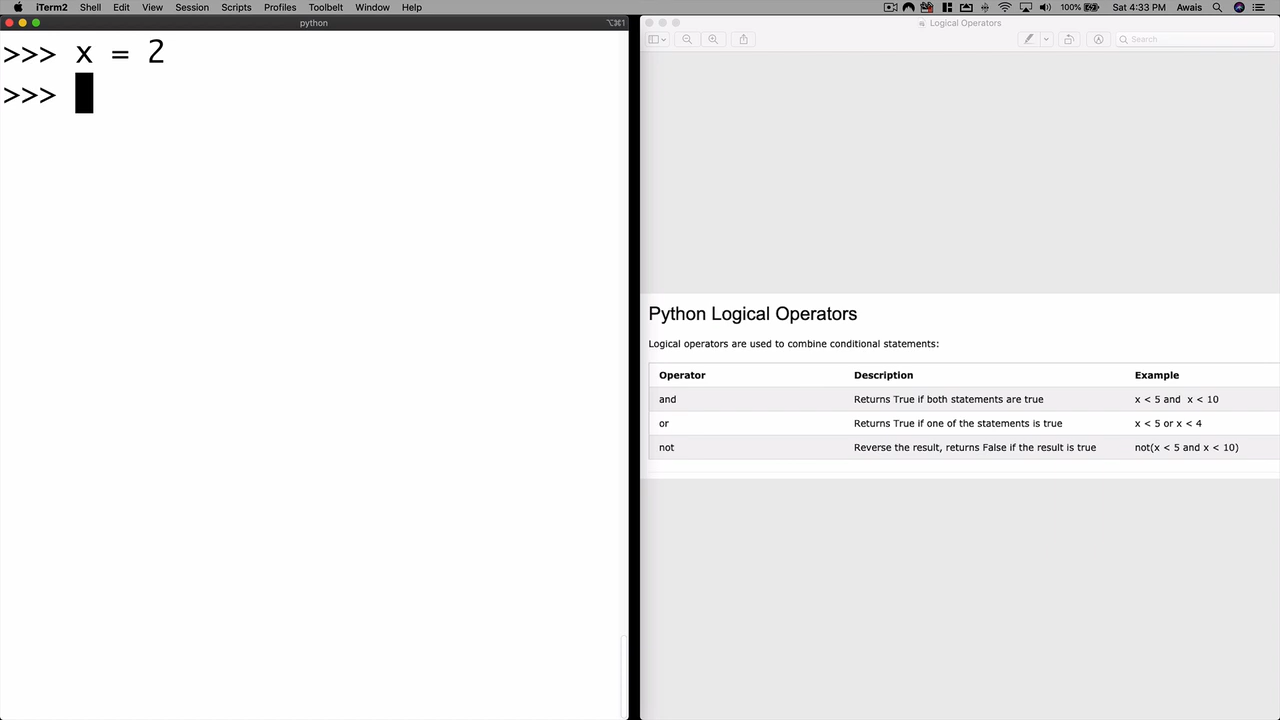 iTerm2 Shell Edit View Session Scripts Profiles Toolbelt Window Help 100% Sat 4:33 PM Awais
python ⌥⌘1
>>> x = 2
>>>
Logical Operators
Search
Python Logical Operators
Logical operators are used to combine conditional statements:
Operator Description Example
and Returns True if both statements are true x < 5 and x < 10
or Returns True if one of the statements is true x < 5 or x < 4
not Reverse the result, returns False if the result is true not(x < 5 and x < 10)